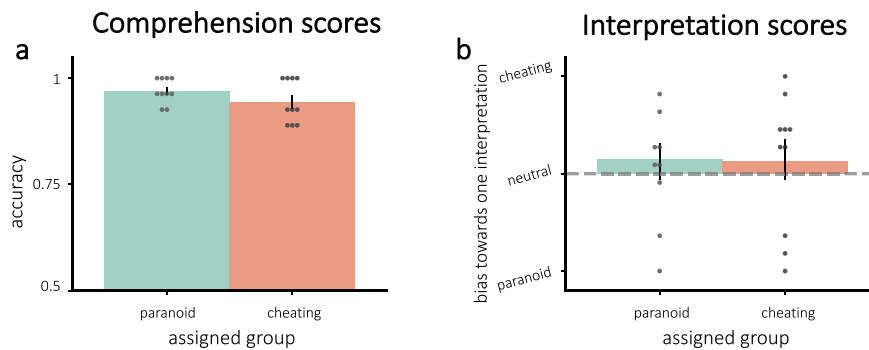 Comprehension scores
a
1
0.75
0.5
accuracy
paranoid
cheating
assigned group
Interpretation scores
b
cheating
neutral
paranoid
bias towards one interpretation
paranoid
cheating
assigned group